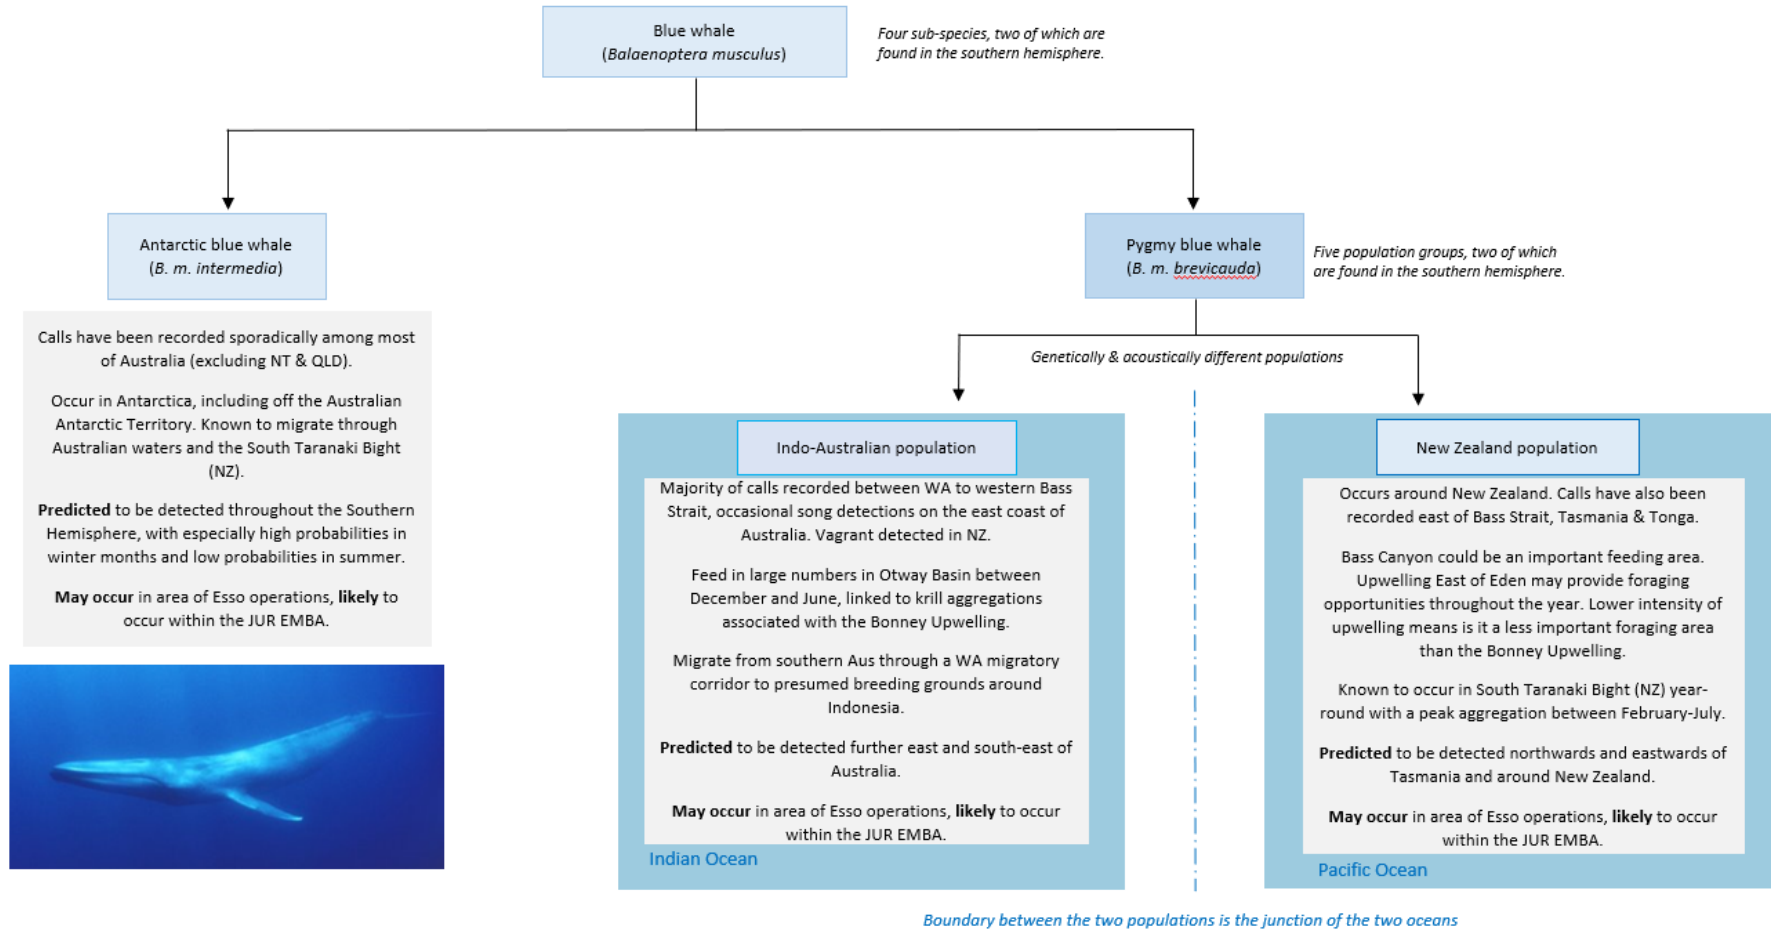 Blue whale
(Balaenoptera musculus)
Four sub-species, two of which are
found in the southern hemisphere.
Antarctic blue whale
(B. m. intermedia)
Pygmy blue whale
(B. m. brevicauda)
Five population groups, two of which
are found in the southern hemisphere.
Calls have been recorded sporadically among most
of Australia (excluding NT & QLD).
Occur in Antarctica, including off the Australian
Antarctic Territory. Known to migrate through
Australian waters and the South Taranaki Bight
(NZ).
Predicted to be detected throughout the Southern
Hemisphere, with especially high probabilities in
winter months and low probabilities in summer.
May occur in area of Esso operations, likely to
occur within the JUR EMBA.
Genetically & acoustically different populations
Indo-Australian population
Majority of calls recorded between WA to western Bass
Strait, occasional song detections on the east coast of
Australia. Vagrant detected in NZ.
Feed in large numbers in Otway Basin between
December and June, linked to krill aggregations
associated with the Bonney Upwelling.
Migrate from southern Aus through a WA migratory
corridor to presumed breeding grounds around
Indonesia.
Predicted to be detected further east and south-east of
Australia.
May occur in area of Esso operations, likely to occur
within the JUR EMBA.
Indian Ocean
New Zealand population
Occurs around New Zealand. Calls have also been
recorded east of Bass Strait, Tasmania & Tonga.
Bass Canyon could be an important feeding area.
Upwelling East of Eden may provide foraging
opportunities throughout the year. Lower intensity of
upwelling means is it a less important foraging area
than the Bonney Upwelling.
Known to occur in South Taranaki Bight (NZ) year-
round with a peak aggregation between February-July.
Predicted to be detected northwards and eastwards of
Tasmania and around New Zealand.
May occur in area of Esso operations, likely to occur
within the JUR EMBA.
Pacific Ocean
Boundary between the two populations is the junction of the two oceans